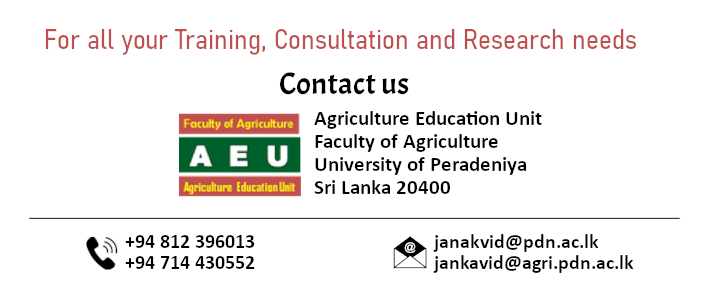 For all your Training, Consultation and Research needs
Contact us
Faculty of Agriculture
A E U
Agriculture Education Unit
Agriculture Education Unit
Faculty of Agriculture
University of Peradeniya
Sri Lanka 20400
+94 812 396013
+94 714 430552
@
janakvid@pdn.ac.lk
jankavid@agri.pdn.ac.lk